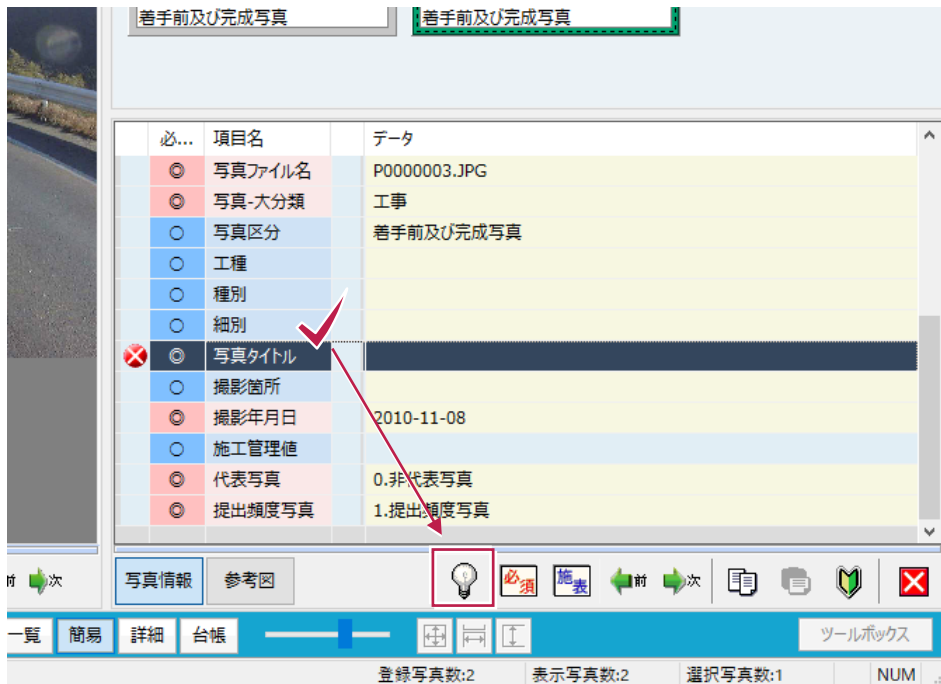 着手前及び完成写真 着手前及び完成写真
必... 項目名 データ
◎ 写真ファイル名 P0000003.JPG
◎ 写真-大分類 工事
○ 写真区分 着手前及び完成写真
○ 工種
○ 種別
○ 細別
◎ 写真タイトル
○ 撮影箇所
◎ 撮影年月日 2010-11-08
○ 施工管理値
◎ 代表写真 0.非代表写真
◎ 提出頻度写真 1.提出頻度写真
前 次 写真情報 参考図 必須 施表 前 次
一覧 簡易 詳細 台帳 ツールボックス
登録写真数:2 表示写真数:2 選択写真数:1 NUM